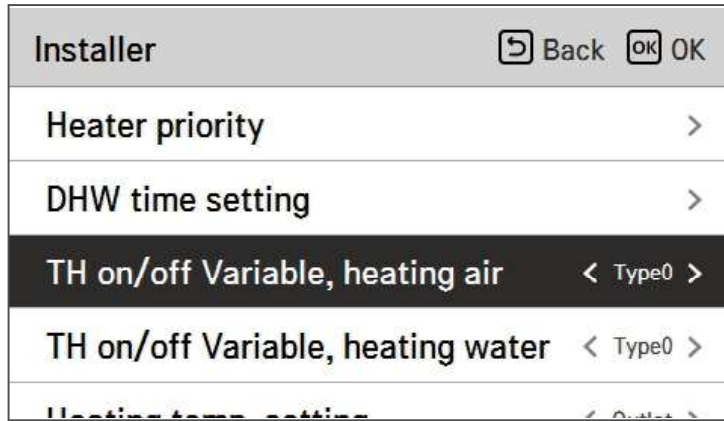 Installer Back OK OK
Heater priority >
DHW time setting >
TH on/off Variable, heating air < Type0 >
TH on/off Variable, heating water < Type0 >